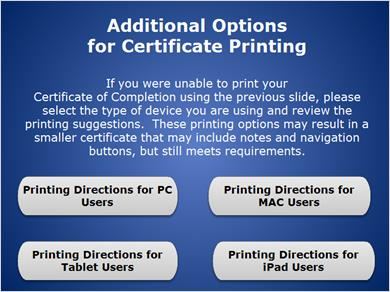 Additional Options
for Certificate Printing
If you were unable to print your
Certificate of Completion using the previous slide, please
select the type of device you are using and review the
printing suggestions.  These printing options may result in a
smaller certificate that may include notes and navigation
buttons, but still meets requirements.
Printing Directions for PC
Users
Printing Directions for
MAC Users
Printing Directions for
Tablet Users
Printing Directions for
iPad Users